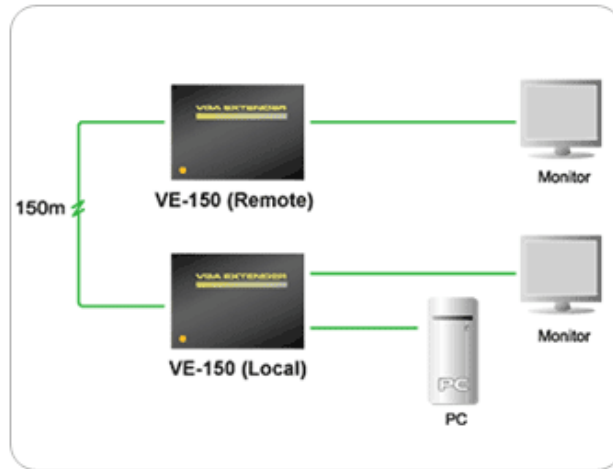 VGA EXTENDER
Monitor
VE-150 (Remote)
150m
VGA EXTENDER
Monitor
VE-150 (Local)
PC
PC